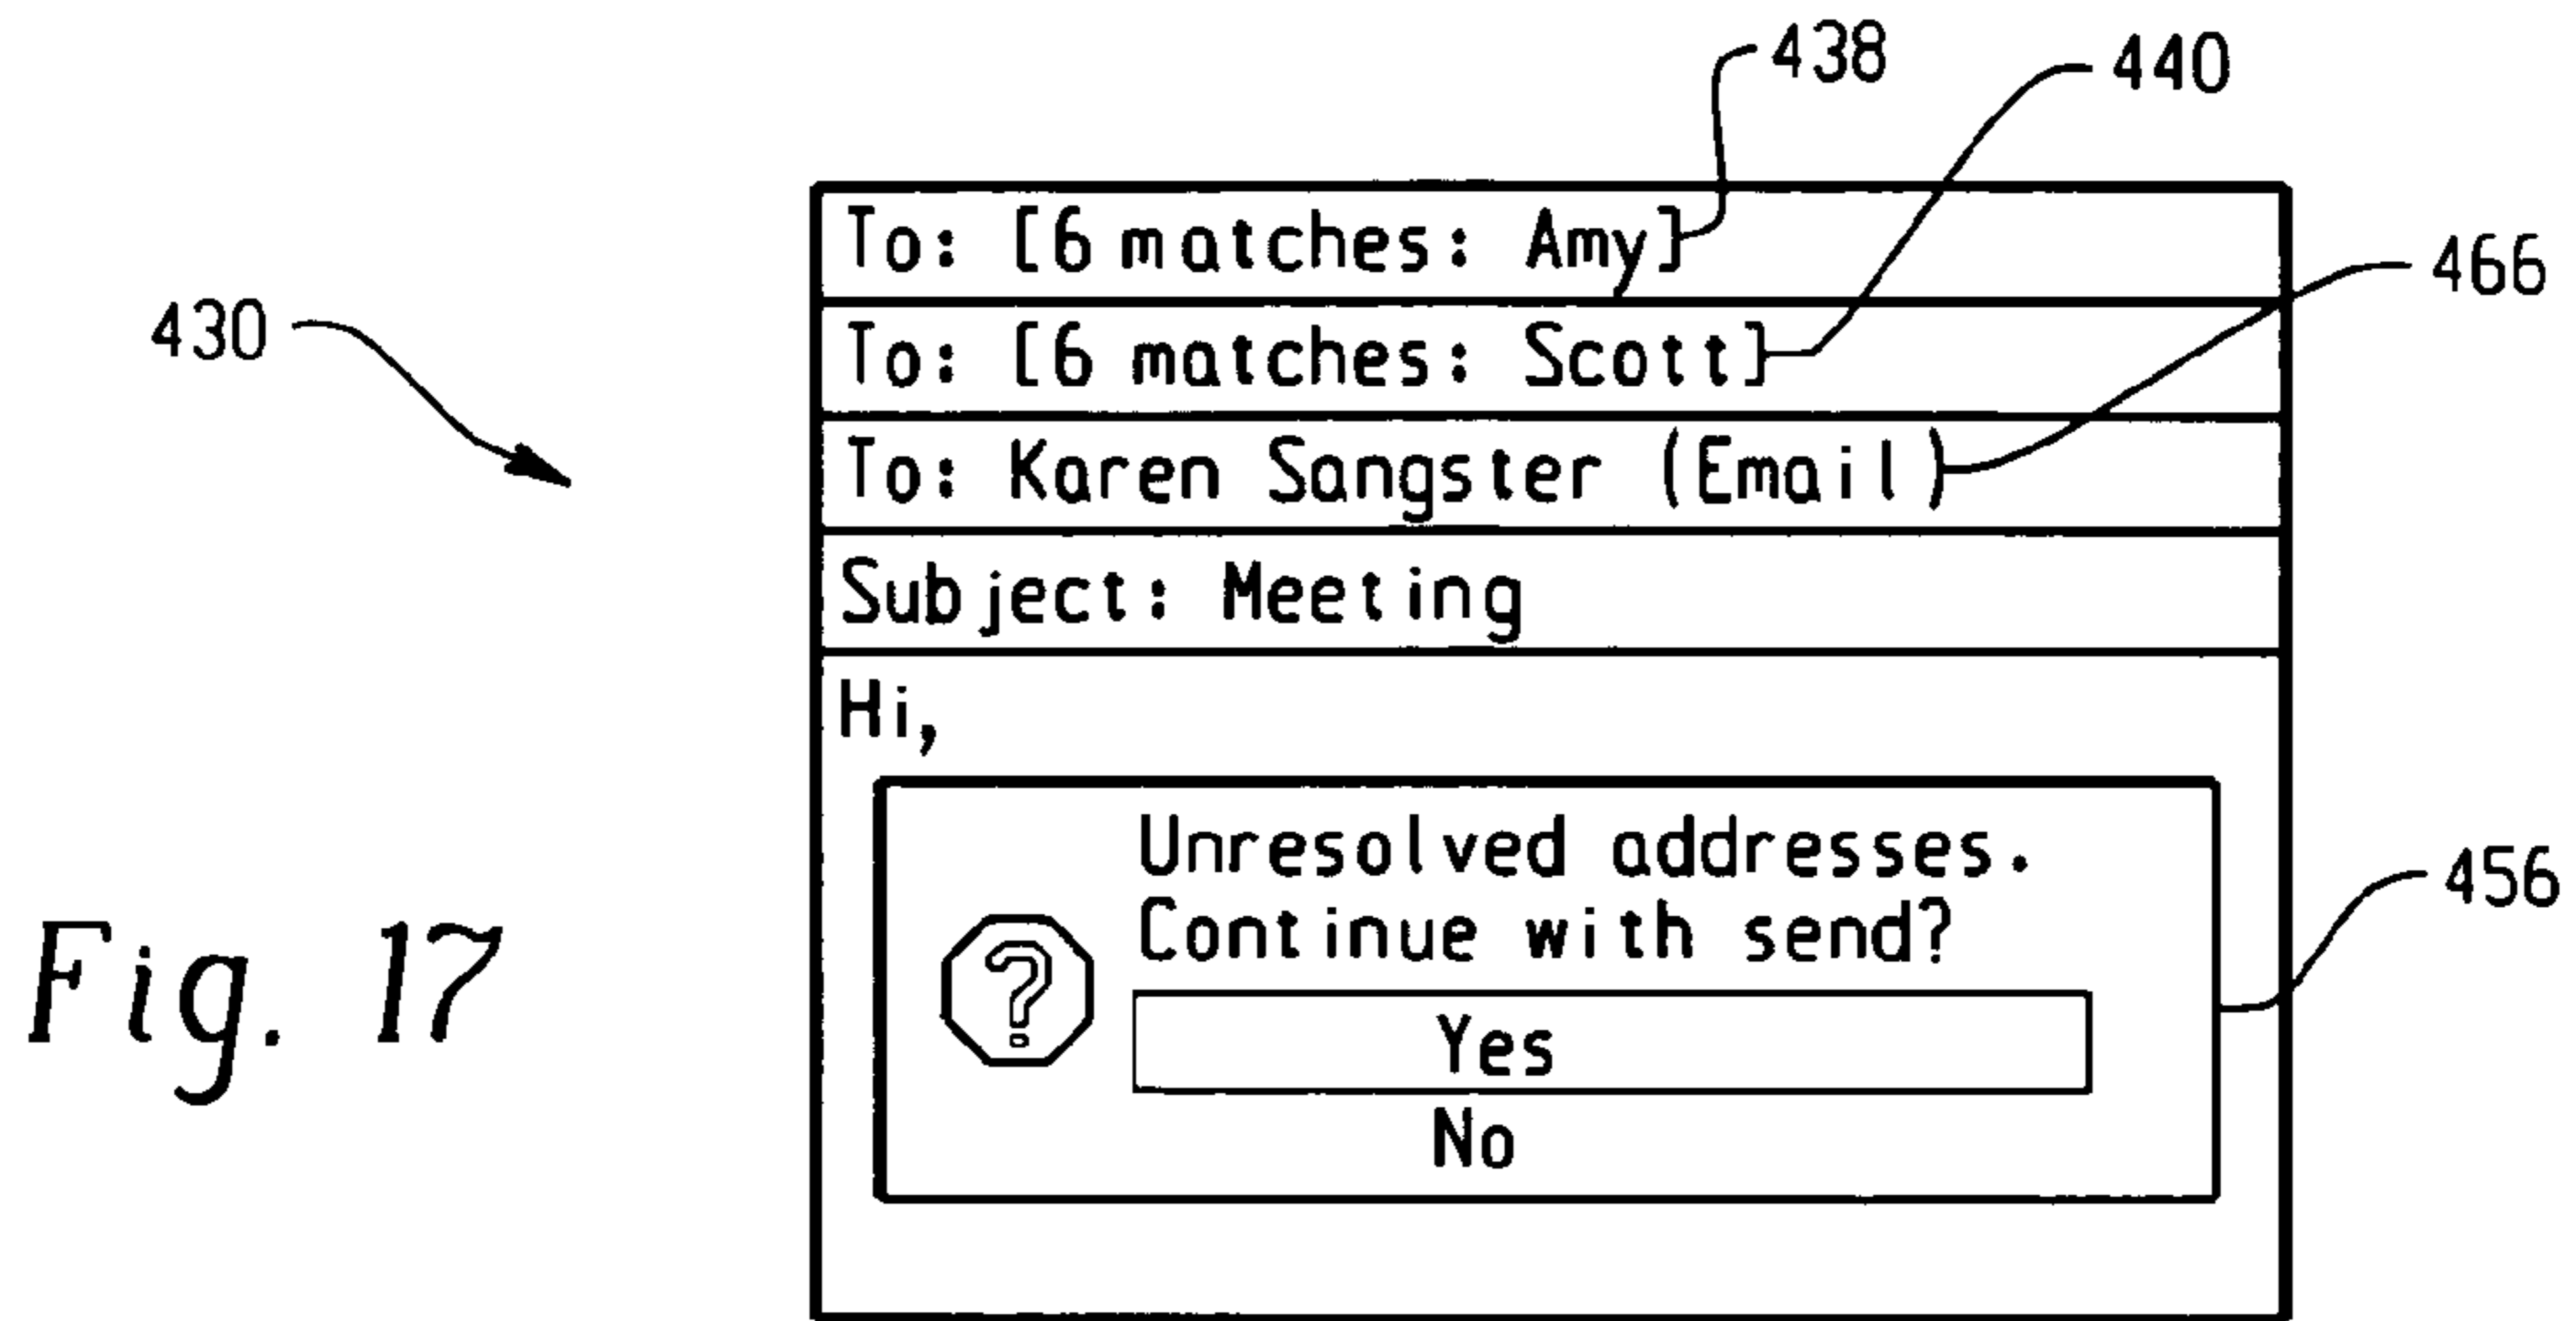 438
440
To: [6 matches: Amy]
466
430
To: [6 matches: Scott]
To: Karen Sangster (Email)
Subject: Meeting
Hi,
Unresolved addresses.
456
Continue with send?
Fig. 17
?
Yes
No